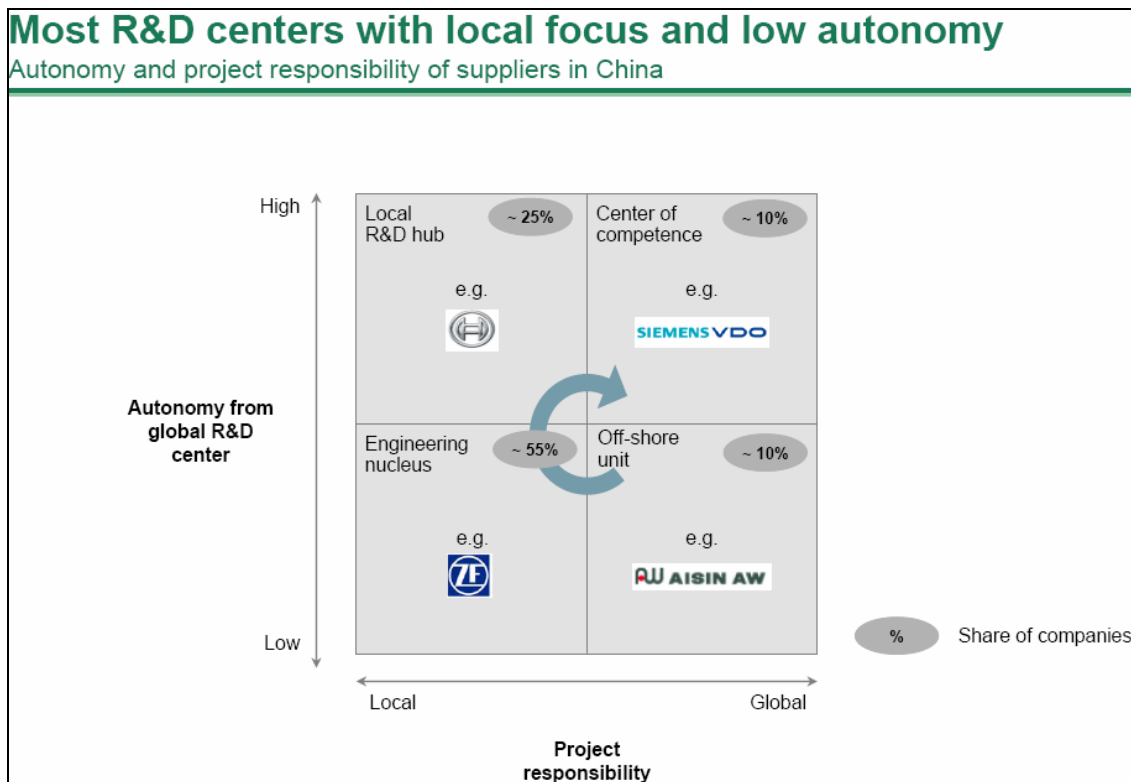 Most R&D centers with local focus and low autonomy
Autonomy and project responsibility of suppliers in China
High
Local
R&D hub
~ 25%
e.g.
Center of
competence
~ 10%
e.g.
SIEMENS VDO
Autonomy from
global R&D
center
Engineering
nucleus
~ 55%
e.g.
ZF
Off-shore
unit
~ 10%
e.g.
AW AISIN AW
Low
% Share of companies
Local
Global
Project
responsibility